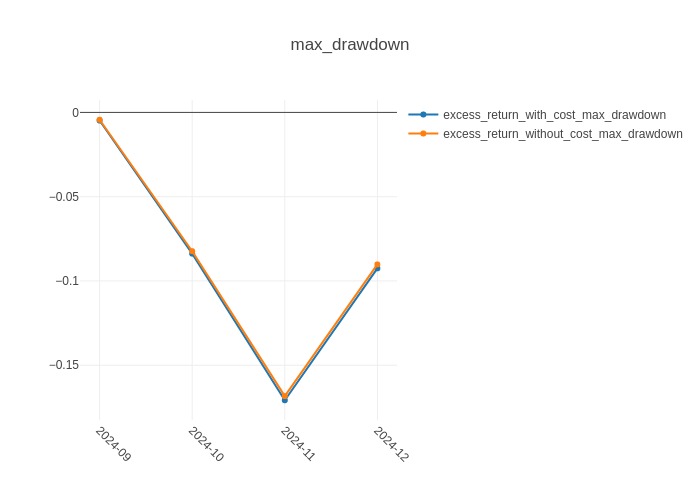 max_drawdown
excess_return_with_cost_max_drawdown
excess_return_without_cost_max_drawdown
0
−0.05
−0.1
−0.15
2024-09
2024-10
2024-11
2024-12